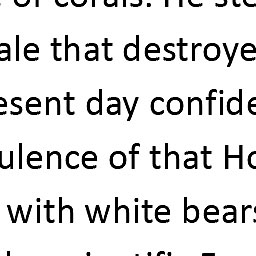 of corals. He ste
ale that destroye
esent day confide
ulence of that Ho
with white bears